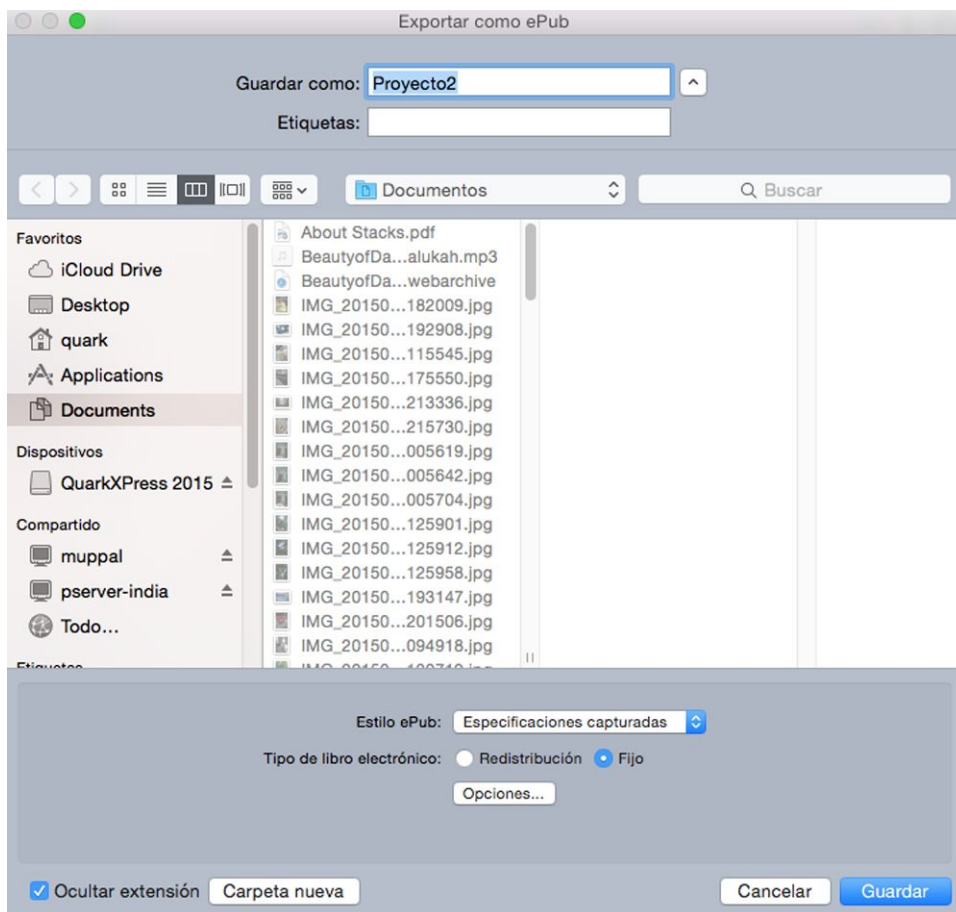 Exportar como ePub
Guardar como: Proyecto2
Etiquetas:
Documentos
Buscar
Favoritos
iCloud Drive
Desktop
quark
Applications
Documents
Dispositivos
QuarkXPress 2015
Compartido
muppal
pserver-india
Todo...
Etiquetas
About Stacks.pdf
BeautyofDa...alukah.mp3
BeautyofDa...webarchive
IMG_20150...182009.jpg
IMG_20150...192908.jpg
IMG_20150...115545.jpg
IMG_20150...175550.jpg
IMG_20150...213336.jpg
IMG_20150...215730.jpg
IMG_20150...005619.jpg
IMG_20150...005642.jpg
IMG_20150...005704.jpg
IMG_20150...125901.jpg
IMG_20150...125912.jpg
IMG_20150...125958.jpg
IMG_20150...193147.jpg
IMG_20150...201506.jpg
IMG_20150...094918.jpg
Estilo ePub: Especificaciones capturadas
Tipo de libro electrónico: Redistribución Fijo
Opciones...
Ocultar extensión Carpeta nueva Cancelar Guardar